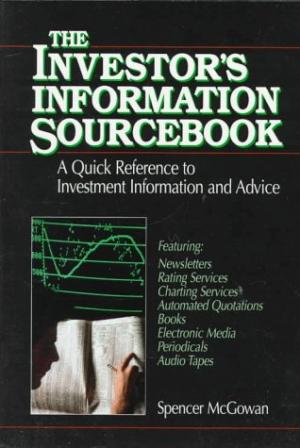 THE
INVESTOR'S
INFORMATION
SOURCEBOOK
A Quick Reference to
Investment Information and Advice
Featuring:
Newsletters
Rating Services
Charting Services
Automated Quotations
Books
Electronic Media
Periodicals
Audio Tapes
Spencer McGowan